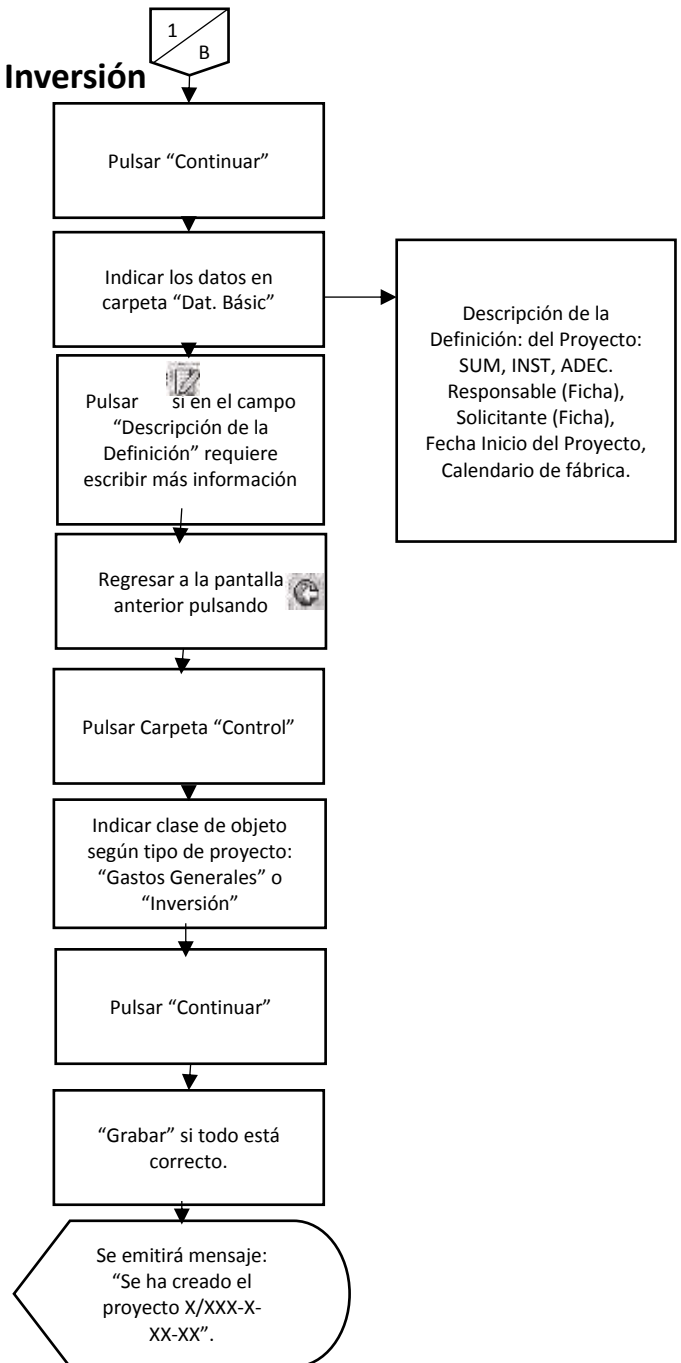 1
B
Inversión
Pulsar “Continuar”
Indicar los datos en
carpeta “Dat. Básic”
Descripción de la
Definición: del Proyecto:
SUM, INST, ADEC.
Responsable (Ficha),
Solicitante (Ficha),
Fecha Inicio del Proyecto,
Calendario de fábrica.
Pulsar si en el campo
“Descripción de la
Definición” requiere
escribir más información
Regresar a la pantalla
anterior pulsando
Pulsar Carpeta “Control”
Indicar clase de objeto
según tipo de proyecto:
“Gastos Generales” o
“Inversión”
Pulsar “Continuar”
“Grabar” si todo está
correcto.
Se emitirá mensaje:
“Se ha creado el
proyecto X/XXX-X-
XX-XX”.